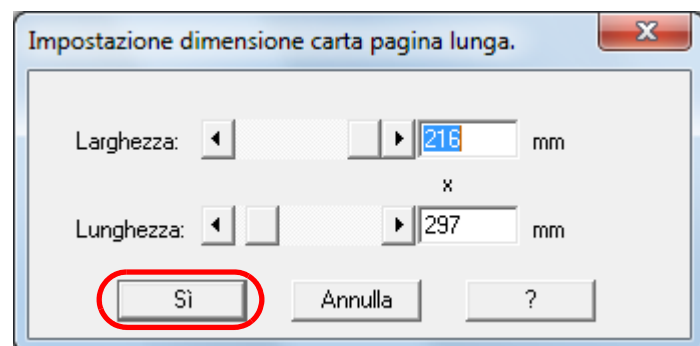 Impostazione dimensione carta pagina lunga.
Larghezza: 216 mm
x
Lunghezza: 297 mm
Sì Annulla ?